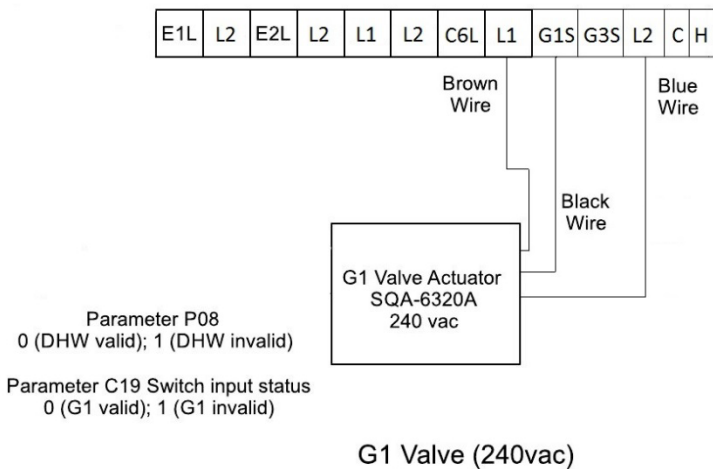 E1L L2 E2L L2 L1 L2 C6L L1 G1S G3S L2 C H
Brown
Wire
Blue
Wire
Black
Wire
G1 Valve Actuator
SQA-6320A
240 vac
Parameter P08
0 (DHW valid); 1 (DHW invalid)
Parameter C19 Switch input status
0 (G1 valid); 1 (G1 invalid)
G1 Valve (240vac)